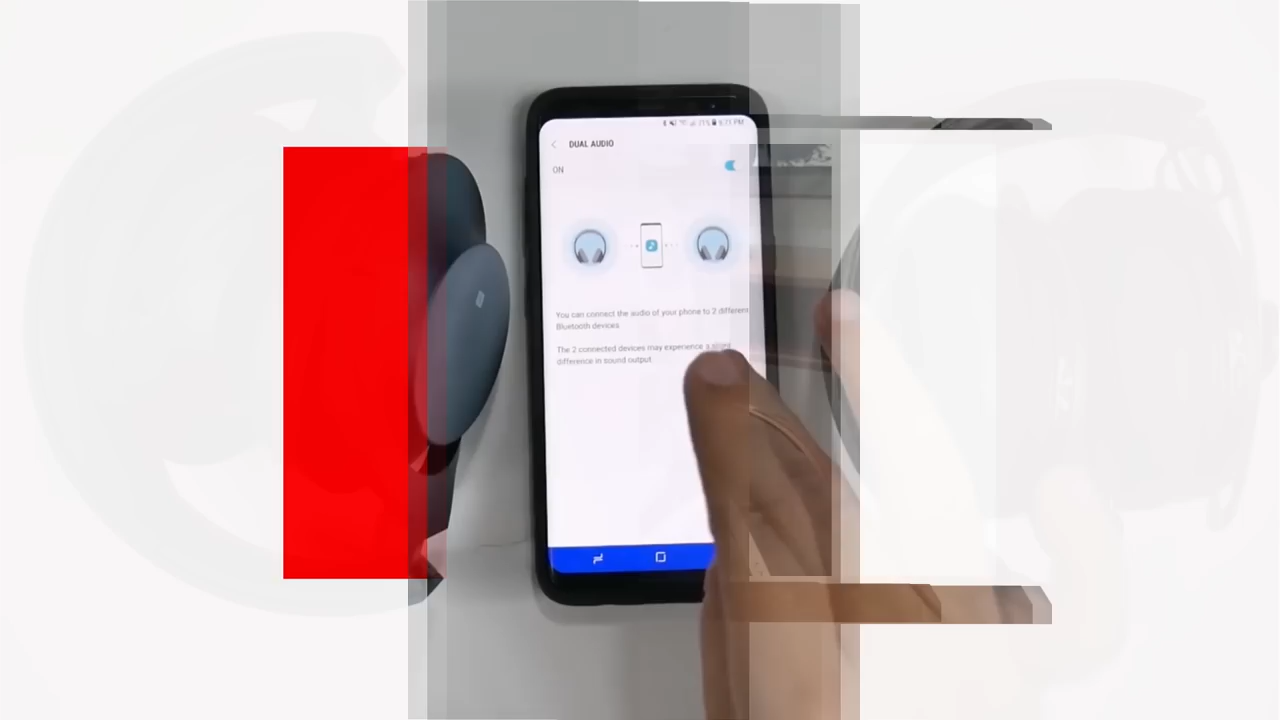 DUAL AUDIO
ON
You can connect the audio of your phone to 2 different
Bluetooth devices
The 2 connected devices may experience a
difference in sound output.